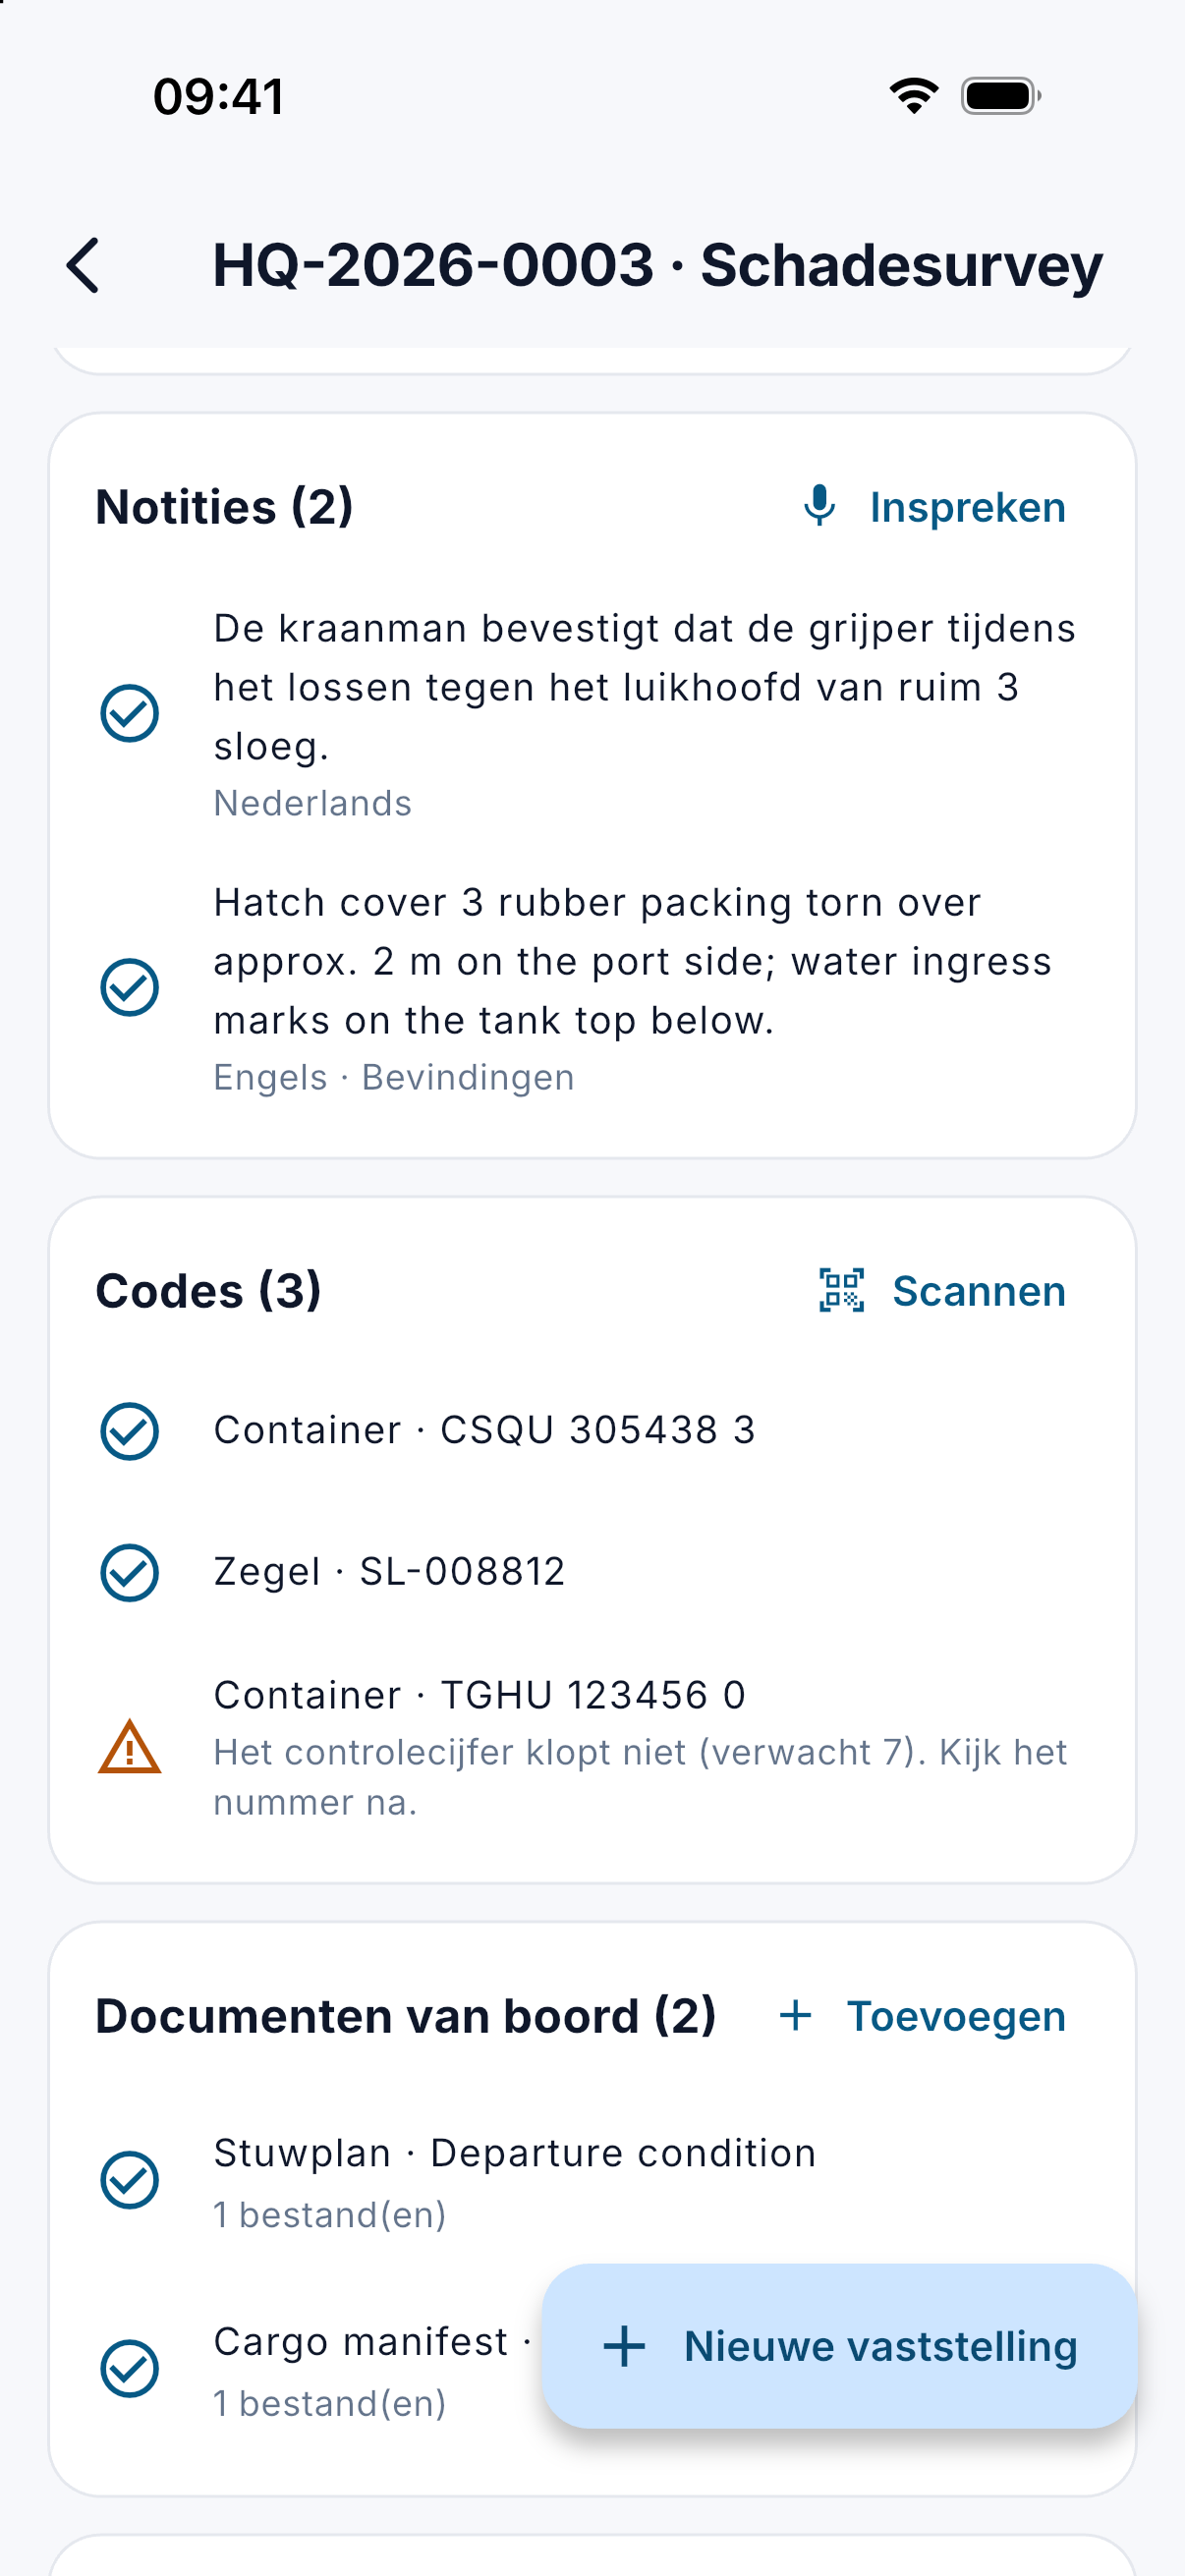 09:41
HQ-2026-0003 · Schadesurvey
Notities (2)
Inspreken
De kraanman bevestigt dat de grijper tijdens
het lossen tegen het luikhoofd van ruim 3
sloeg.
Nederlands
Hatch cover 3 rubber packing torn over
approx. 2 m on the port side; water ingress
marks on the tank top below.
Engels · Bevindingen
Codes (3)
Scannen
Container · CSQU 305438 3
Zegel · SL-008812
Container · TGHU 123456 0
Het controlecijfer klopt niet (verwacht 7). Kijk het
nummer na.
Documenten van boord (2)
Toevoegen
Stuwplan · Departure condition
1 bestand(en)
Cargo manifest ·
1 bestand(en)
Nieuwe vaststelling